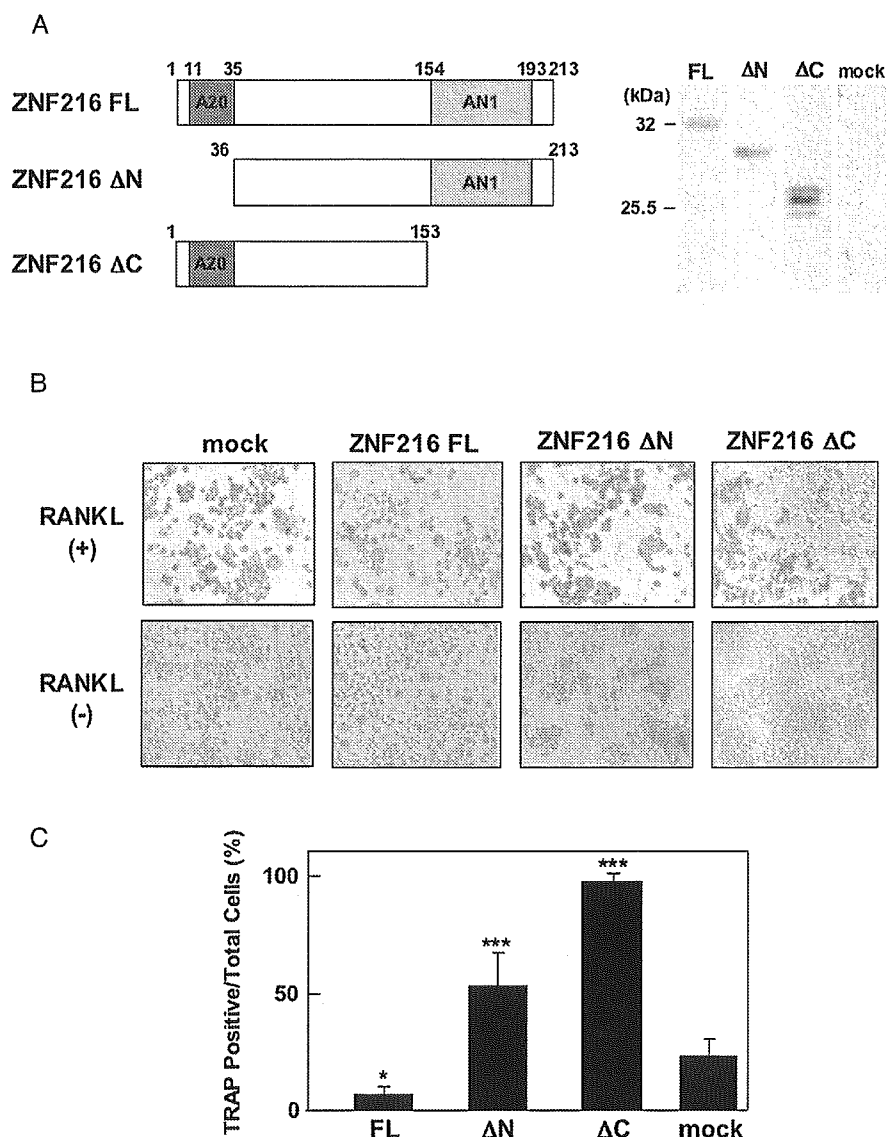 A
1 11 35 154 193 213
ZNF216 FL A20 AN1
36 213
ZNF216 ΔN AN1
1 153
ZNF216 ΔC A20
FL ΔN ΔC mock
(kDa)
32
25.5
B
mock ZNF216 FL ZNF216 ΔN ZNF216 ΔC
RANKL
(+)
RANKL
(-)
C
TRAP Positive/Total Cells (%)
100
50
0
* *** ***
FL ΔN ΔC mock